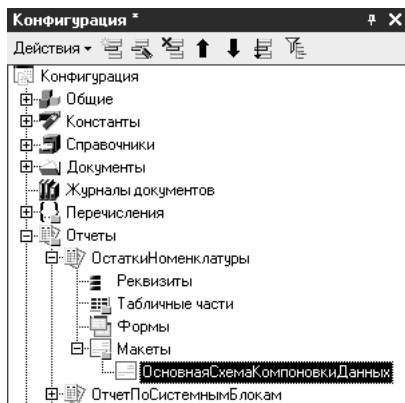 Конфигурация *
Действия
Конфигурация
Общие
Константы
Справочники
Документы
Журналы документов
Перечисления
Отчеты
ОстаткиНоменклатуры
Реквизиты
Табличные части
Формы
Макеты
ОсновнаяСхемаКомпоновкиДанных
ОтчетПоСистемнымБлокам